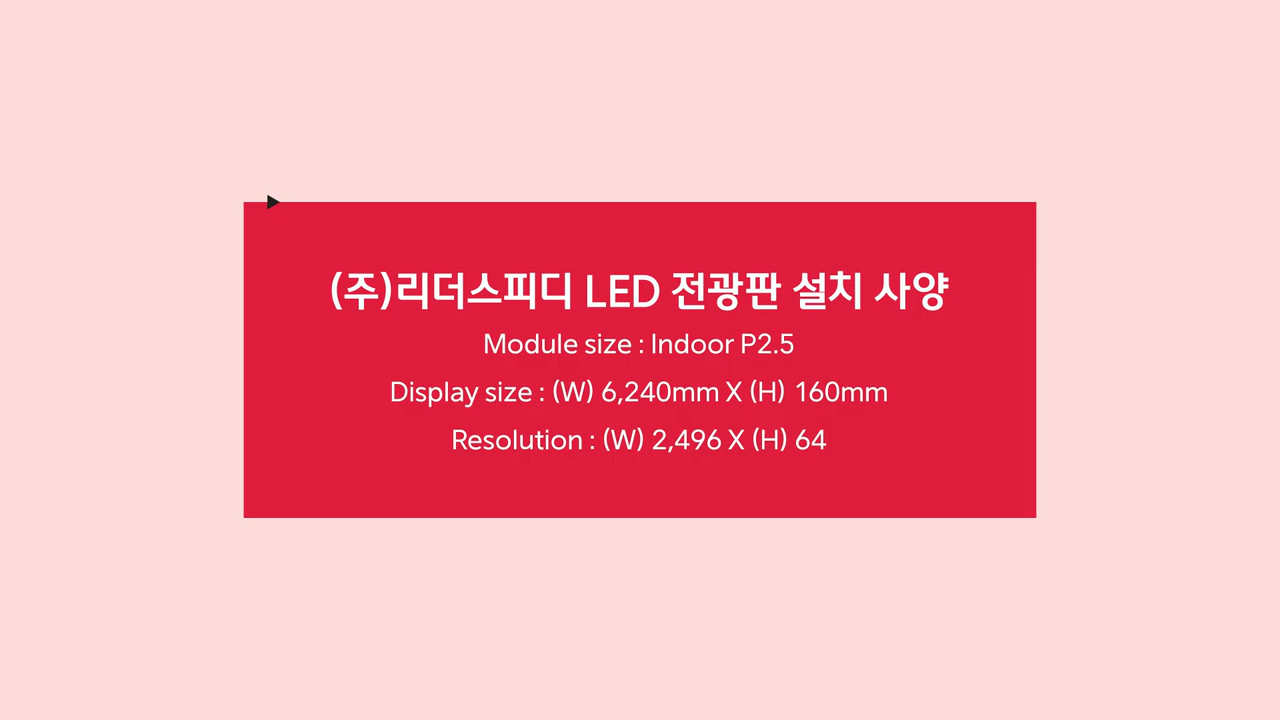 (주)리더스피디 LED 전광판 설치 사양
Module size : Indoor P2.5
Display size : (W) 6,240mm X (H) 160mm
Resolution : (W) 2,496 X (H) 64